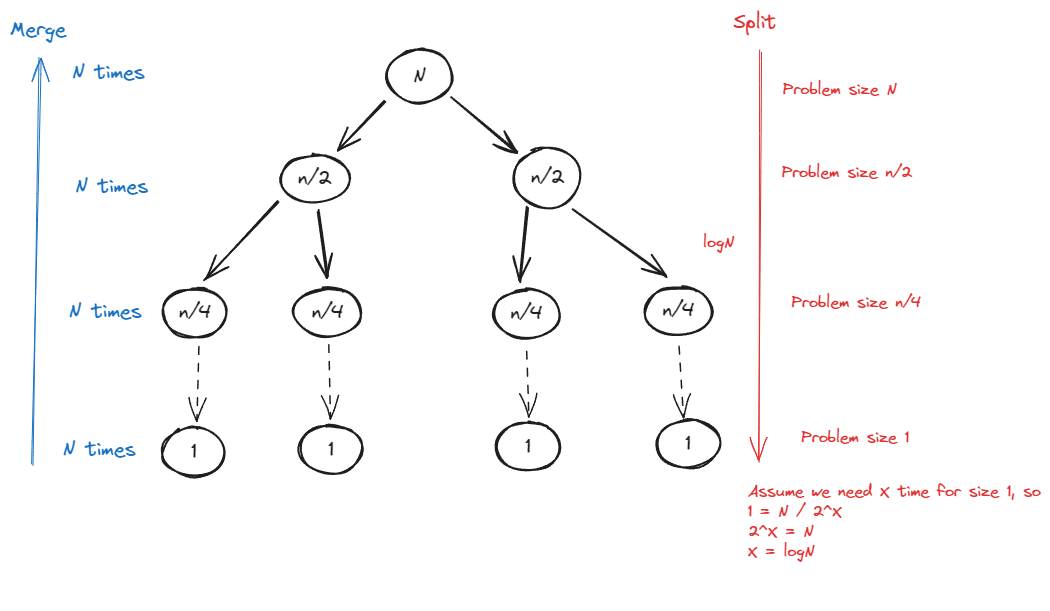 Merge
Split
N times
N
Problem size N
N times
n/2
n/2
Problem size n/2
logN
N times
n/4
n/4
n/4
n/4
Problem size n/4
N times
1
1
1
1
Problem size 1
Assume we need x time for size 1, so
1 = N / 2^x
2^x = N
x = logN